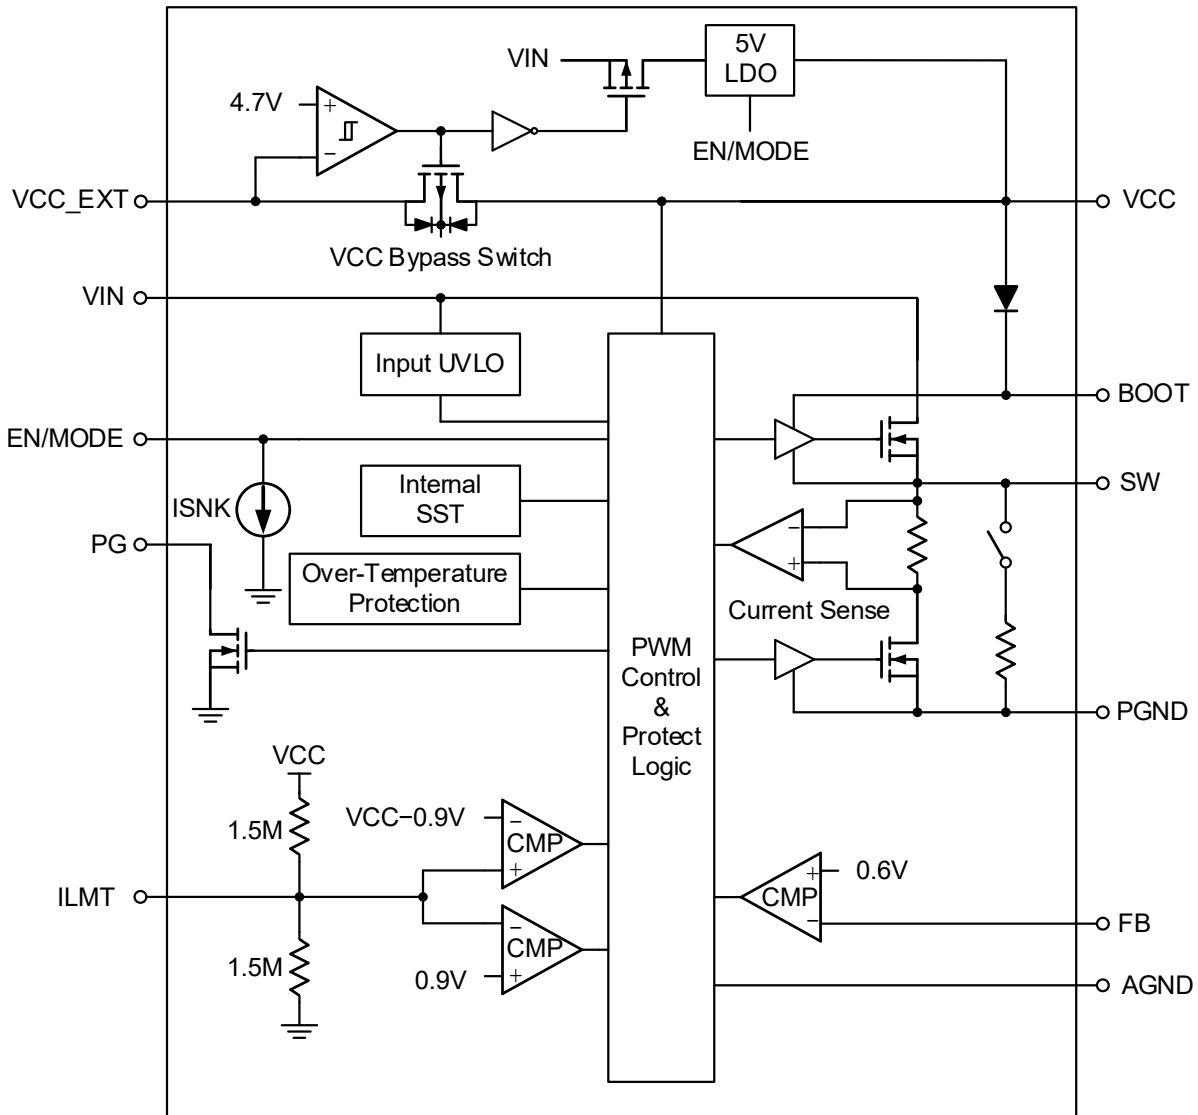 VIN
5V
LDO
4.7V
+
−
EN/MODE
VCC_EXT
VCC
VCC Bypass Switch
VIN
Input UVLO
BOOT
EN/MODE
Internal
SST
SW
ISNK
−
+
PG
Over-Temperature
Protection
Current Sense
PWM
Control
&
Protect
Logic
PGND
VCC
1.5M
VCC−0.9V
−
CMP
+
ILMT
+
0.6V
CMP
−
FB
1.5M
−
CMP
0.9V
+
AGND